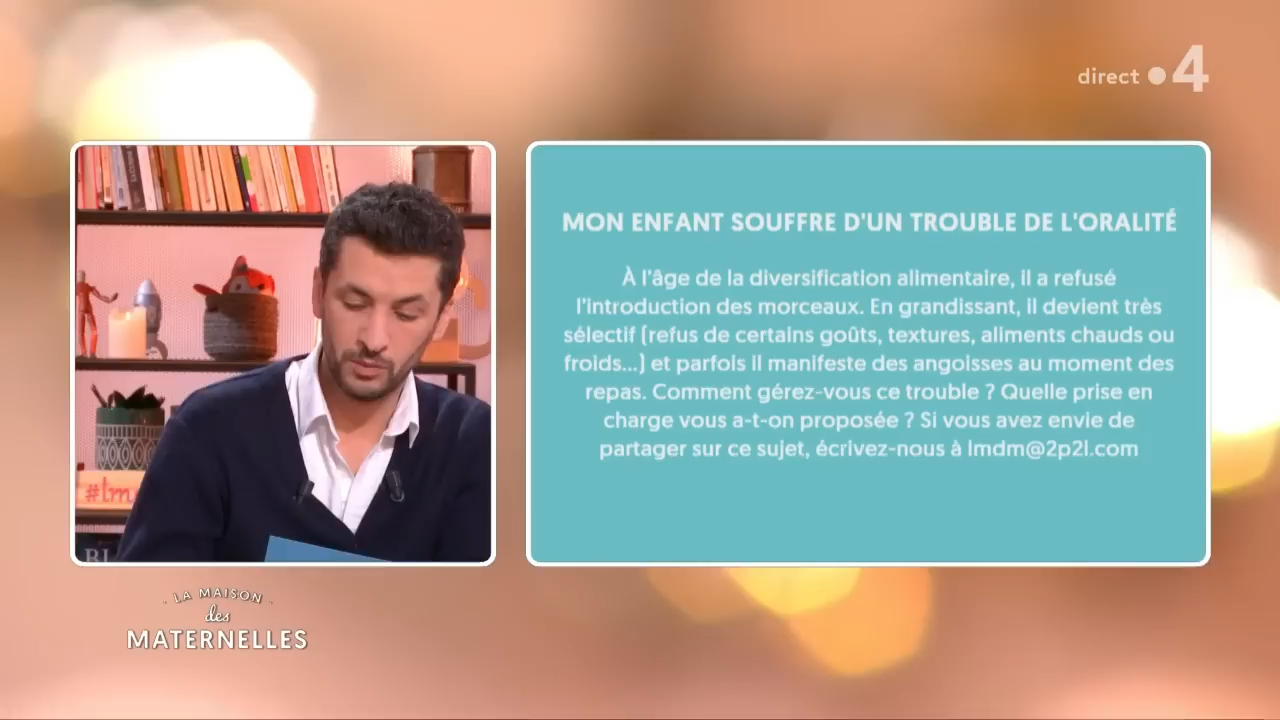 direct 4
MON ENFANT SOUFFRE D'UN TROUBLE DE L'ORALITÉ
À l'âge de la diversification alimentaire, il a refusé
l'introduction des morceaux. En grandissant, il devient très
sélectif (refus de certains goûts, textures, aliments chauds ou
froids...) et parfois il manifeste des angoisses au moment des
repas. Comment gérez-vous ce trouble ? Quelle prise en
charge vous a-t-on proposée ? Si vous avez envie de
partager sur ce sujet, écrivez-nous à lmdm@2p2l.com
#lm
BL
LA MAISON
des
MATERNELLES